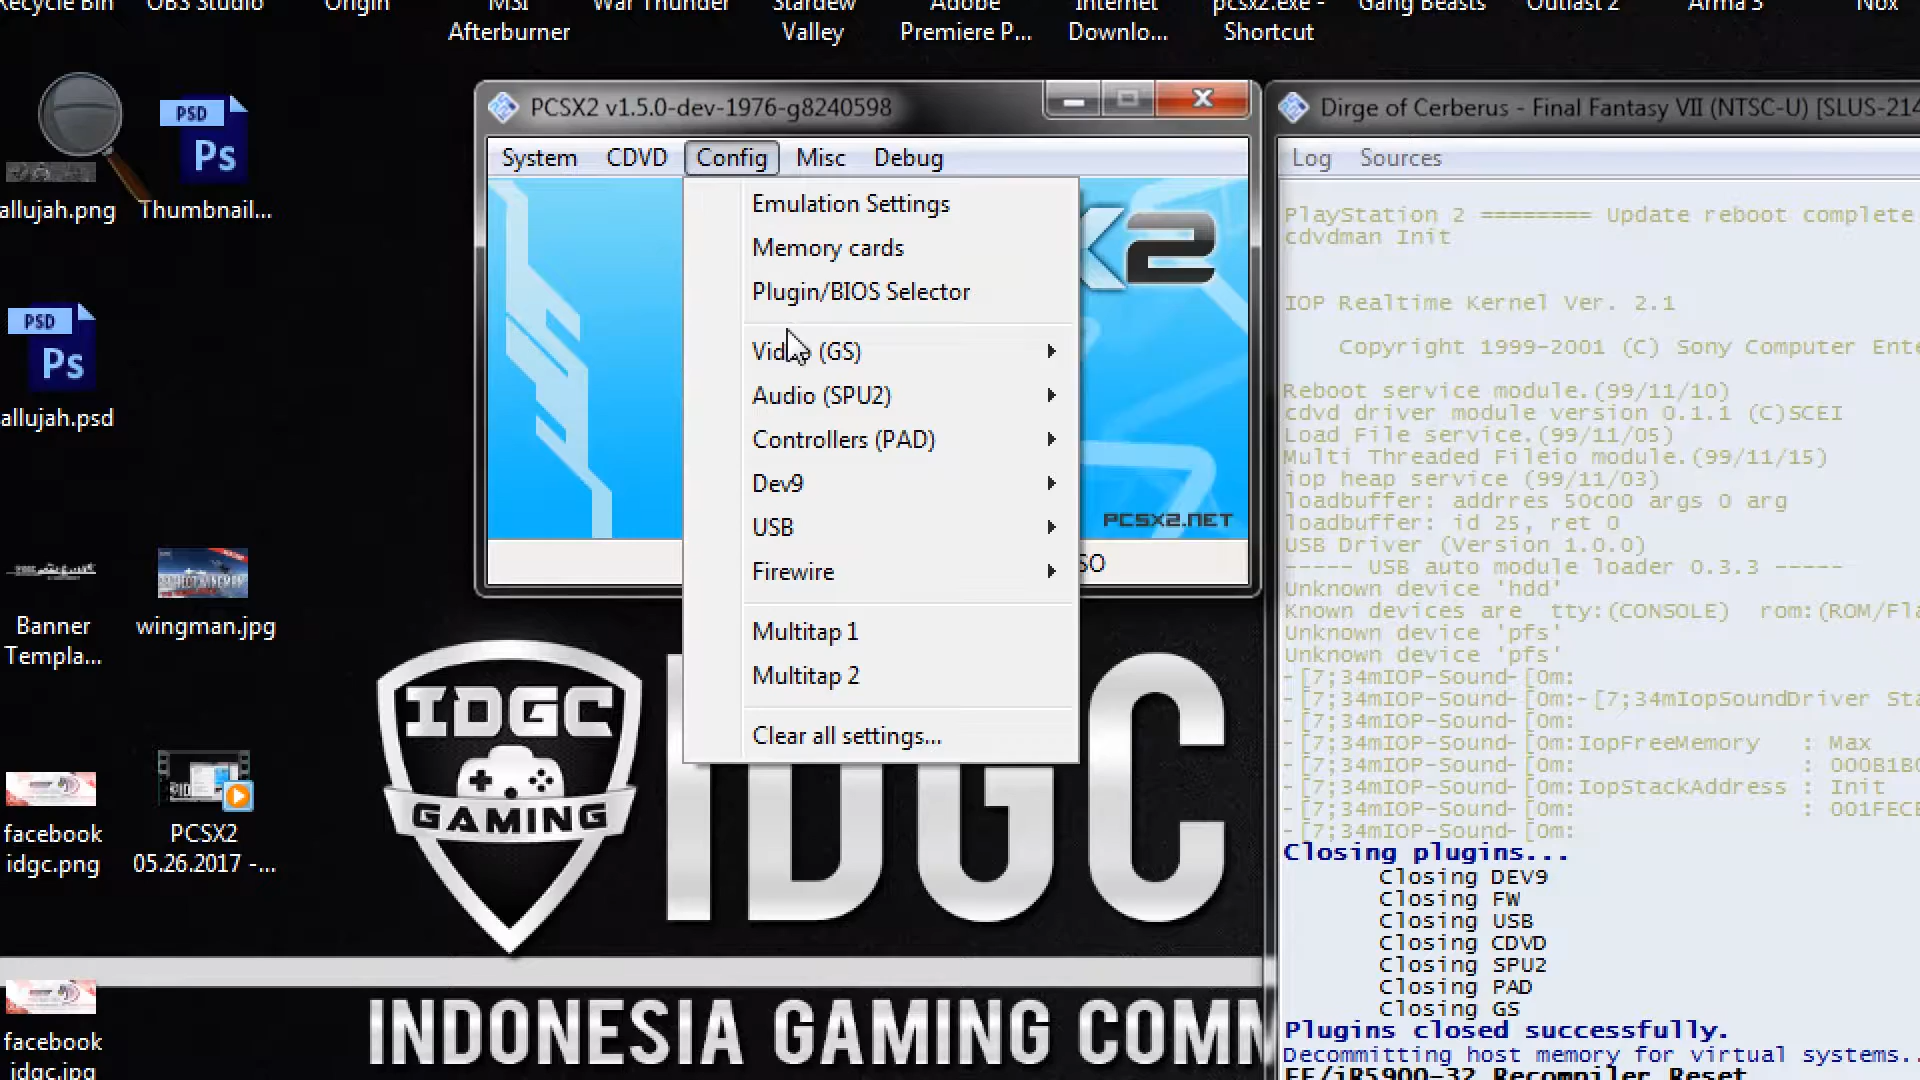 Recycle Bin
OBS Studio
Origin
MSI
Afterburner
War Thunder
Stardew
Valley
Adobe
Premiere P...
Internet
Downlo...
pcsx2.exe -
Shortcut
Gang Beasts
Outlast 2
Arma 3
Nox
allujah.png
PSD
Ps
Thumbnail...
PSD
Ps
allujah.psd
Banner
Templa...
wingman.jpg
facebook
idgc.png
PCSX2
05.26.2017 -...
facebook
idgc.jpg
PCSX2 v1.5.0-dev-1976-g8240598
System CDVD Config Misc Debug
Emulation Settings
Memory cards
Plugin/BIOS Selector
Video (GS)
Audio (SPU2)
Controllers (PAD)
Dev9
USB
Firewire
Multitap 1
Multitap 2
Clear all settings...
X2
PCSX2.NET
SO
IDGC
GAMING
IDGC
INDONESIA GAMING COMM
Dirge of Cerberus - Final Fantasy VII (NTSC-U) [SLUS-214
Log Sources
PlayStation 2 ======== Update reboot complete
cdvdman Init
IOP Realtime Kernel Ver. 2.1
Copyright 1999-2001 (C) Sony Computer Ente
Reboot service module.(99/11/10)
cdvd driver module version 0.1.1 (C)SCEI
Load File service.(99/11/05)
Multi Threaded Fileio module.(99/11/15)
iop heap service (99/11/03)
loadbuffer: addrres 50c00 args 0 arg
loadbuffer: id 25, ret 0
USB Driver (Version 1.0.0)
----- USB auto module loader 0.3.3 -----
Unknown device 'hdd'
Known devices are tty:(CONSOLE) rom:(ROM/Fla
Unknown device 'pfs'
Unknown device 'pfs'
-[7;34mIOP-Sound-[0m:
-[7;34mIOP-Sound-[0m:-[7;34mIopSoundDriver Sta
-[7;34mIOP-Sound-[0m:
-[7;34mIOP-Sound-[0m:IopFreeMemory : Max
-[7;34mIOP-Sound-[0m: : 000B1B0
-[7;34mIOP-Sound-[0m:IopStackAddress : Init
-[7;34mIOP-Sound-[0m: : 001FECE
-[7;34mIOP-Sound-[0m:
Closing plugins...
Closing DEV9
Closing FW
Closing USB
Closing CDVD
Closing SPU2
Closing PAD
Closing GS
Plugins closed successfully.
Decommitting host memory for virtual systems..
EE/iR5900-32 Recompiler Reset